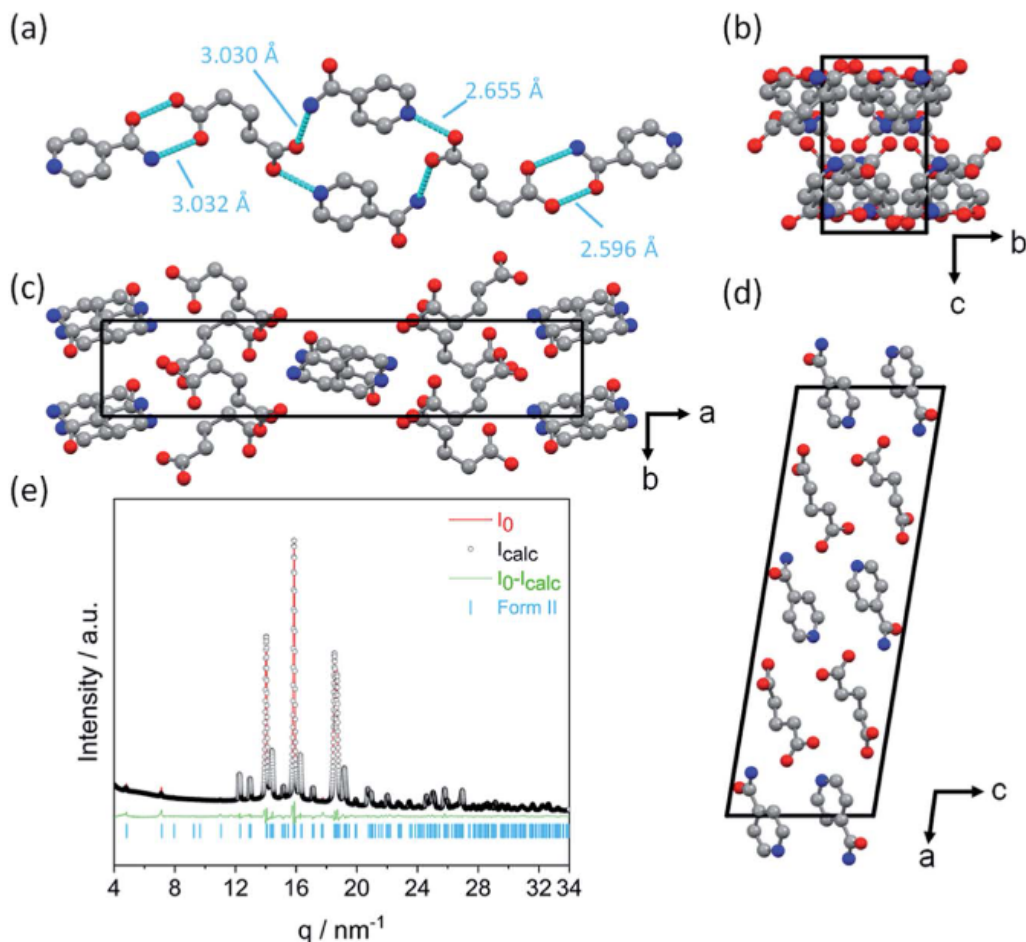 (a)
3.030 Å
2.655 Å
3.032 Å
2.596 Å
(b)
b
c
(c)
a
b
(d)
c
a
(e)
I0
Icalc
I0-Icalc
Form II
Intensity / a.u.
4 8 12 16 20 24 28 32 34
q / nm-1